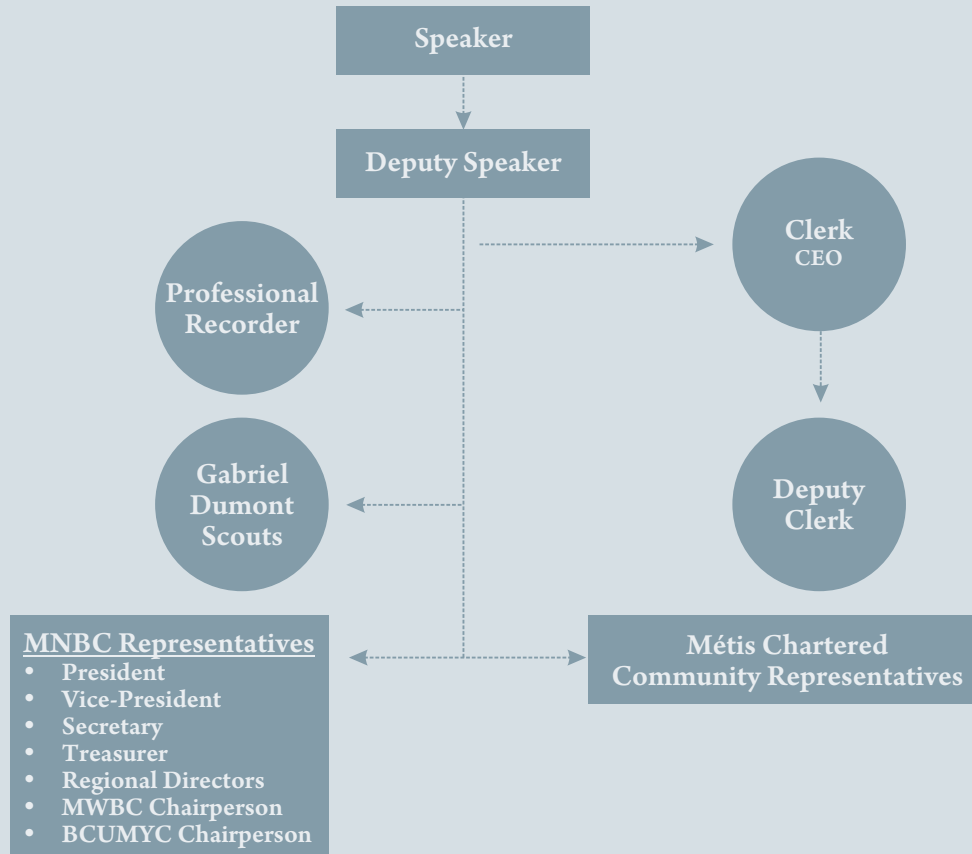 Speaker
Deputy Speaker
Clerk
CEO
Professional
Recorder
Gabriel
Dumont
Scouts
Deputy
Clerk
MNBC Representatives
• President
• Vice-President
• Secretary
• Treasurer
• Regional Directors
• MWBC Chairperson
• BCUMYC Chairperson
Métis Chartered
Community Representatives